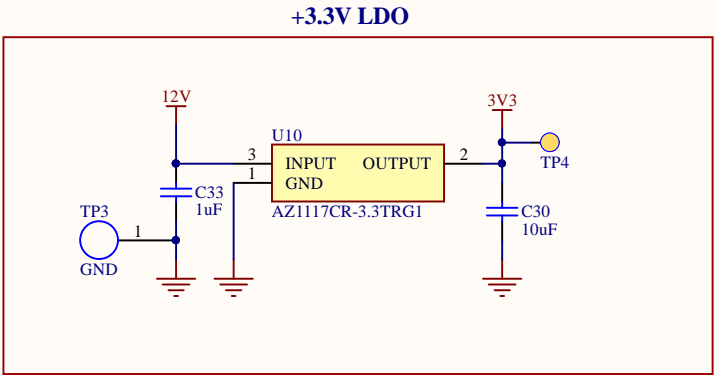 +3.3V LDO
12V
3V3
U10
3
INPUT
OUTPUT
2
1
GND
TP4
C33
1uF
AZ1117CR-3.3TRG1
TP3
1
GND
C30
10uF